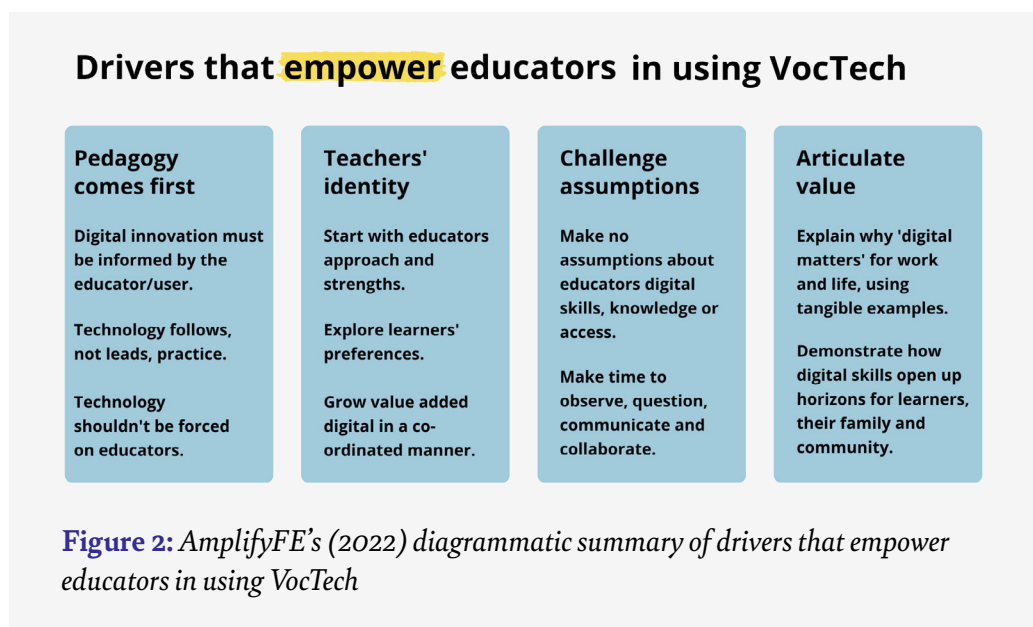 Drivers that empower educators in using VocTech
Pedagogy
comes first
Digital innovation must
be informed by the
educator/user.
Technology follows,
not leads, practice.
Technology
shouldn't be forced
on educators.
Teachers'
identity
Start with educators
approach and
strengths.
Explore learners'
preferences.
Grow value added
digital in a co-
ordinated manner.
Challenge
assumptions
Make no
assumptions about
educators digital
skills, knowledge or
access.
Make time to
observe, question,
communicate and
collaborate.
Articulate
value
Explain why 'digital
matters' for work
and life, using
tangible examples.
Demonstrate how
digital skills open up
horizons for learners,
their family and
community.
Figure 2: AmplifyFE’s (2022) diagrammatic summary of drivers that empower
educators in using VocTech